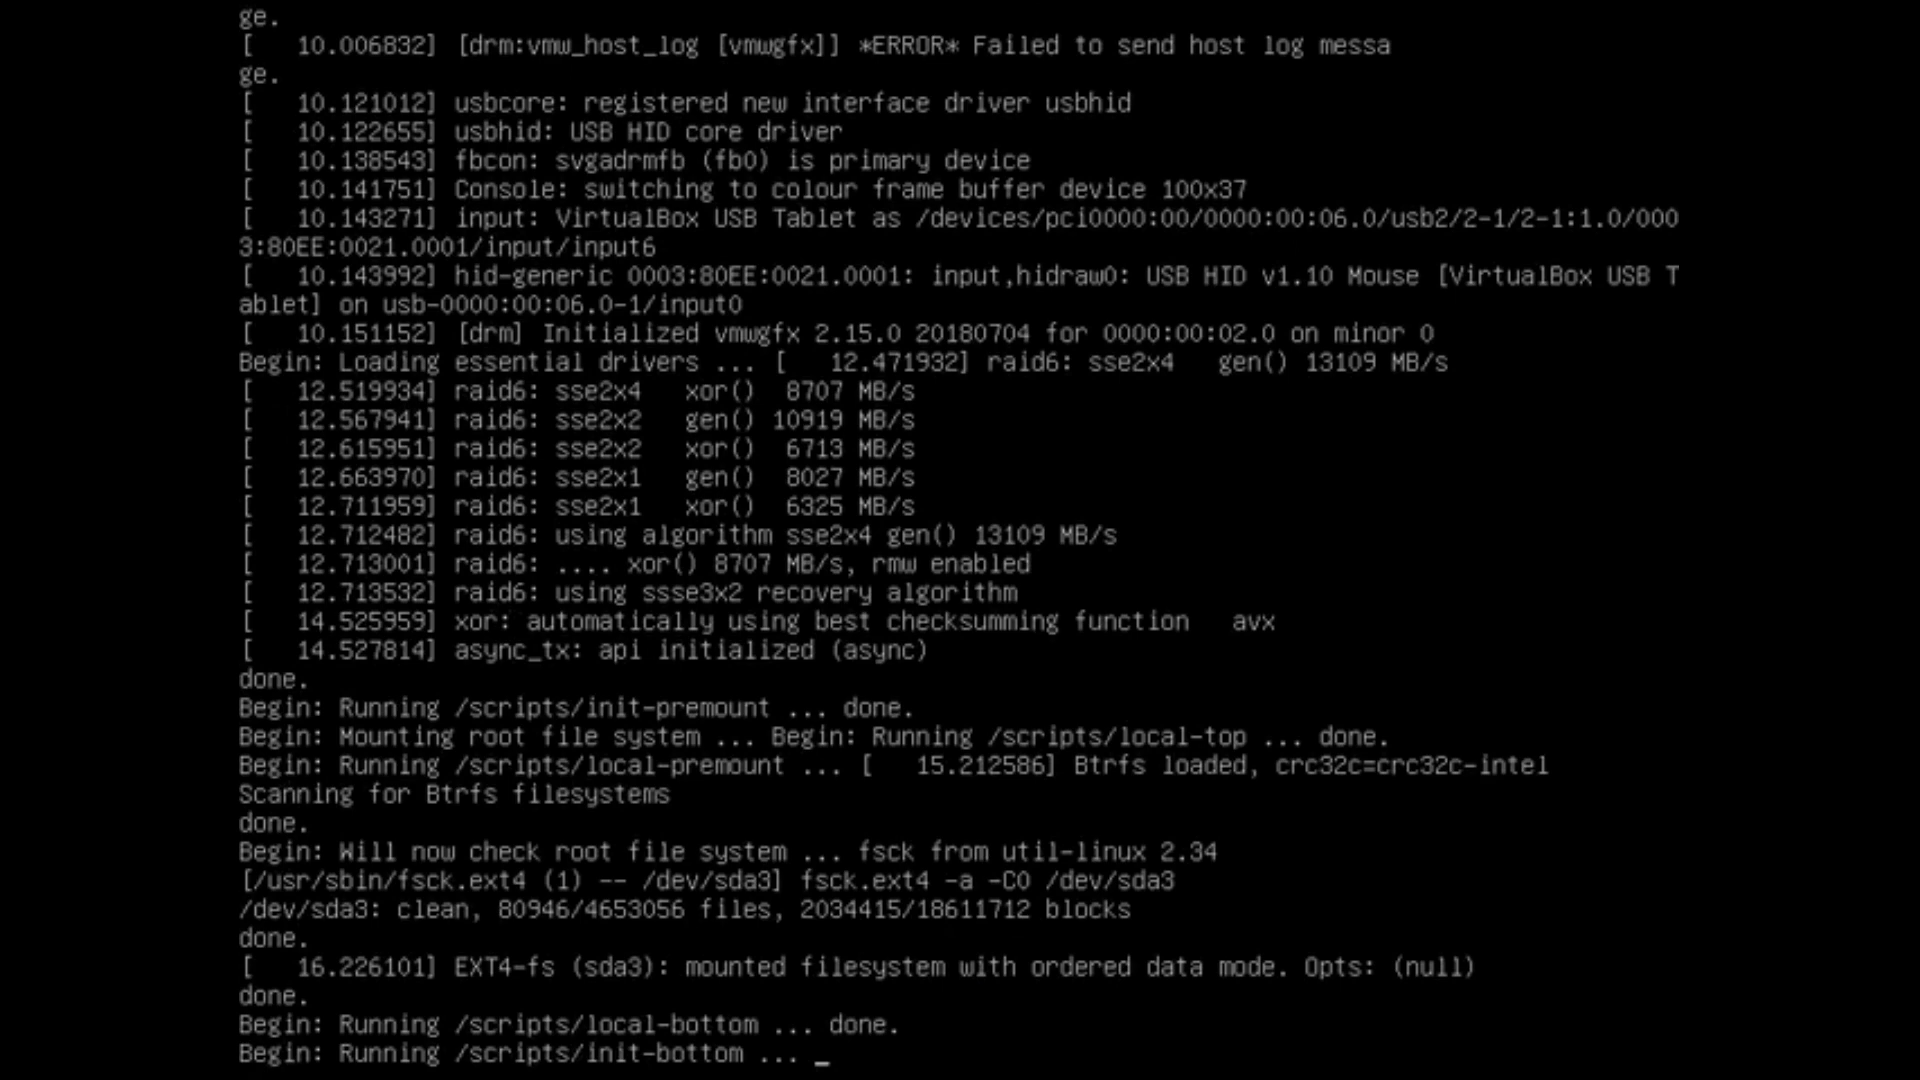 ge.
[   10.006832] [drm:vmw_host_log [vmwgfx]] *ERROR* Failed to send host log messa
ge.
[   10.121012] usbcore: registered new interface driver usbhid
[   10.122655] usbhid: USB HID core driver
[   10.138543] fbcon: svgadrmfb (fb0) is primary device
[   10.141751] Console: switching to colour frame buffer device 100x37
[   10.143271] input: VirtualBox USB Tablet as /devices/pci0000:00/0000:00:06.0/usb2/2-1/2-1:1.0/000
3:80EE:0021.0001/input/input6
[   10.143992] hid-generic 0003:80EE:0021.0001: input,hidraw0: USB HID v1.10 Mouse [VirtualBox USB T
ablet] on usb-0000:00:06.0-1/input0
[   10.151152] [drm] Initialized vmwgfx 2.15.0 20180704 for 0000:00:02.0 on minor 0
Begin: Loading essential drivers ... [   12.471932] raid6: sse2x4   gen() 13109 MB/s
[   12.519934] raid6: sse2x4   xor()  8707 MB/s
[   12.567941] raid6: sse2x2   gen() 10919 MB/s
[   12.615951] raid6: sse2x2   xor()  6713 MB/s
[   12.663970] raid6: sse2x1   gen()  8027 MB/s
[   12.711959] raid6: sse2x1   xor()  6325 MB/s
[   12.712482] raid6: using algorithm sse2x4 gen() 13109 MB/s
[   12.713001] raid6: .... xor() 8707 MB/s, rmw enabled
[   12.713532] raid6: using ssse3x2 recovery algorithm
[   14.525959] xor: automatically using best checksumming function   avx
[   14.527814] async_tx: api initialized (async)
done.
Begin: Running /scripts/init-premount ... done.
Begin: Mounting root file system ... Begin: Running /scripts/local-top ... done.
Begin: Running /scripts/local-premount ... [   15.212586] Btrfs loaded, crc32c=crc32c-intel
Scanning for Btrfs filesystems
done.
Begin: Will now check root file system ... fsck from util-linux 2.34
[/usr/sbin/fsck.ext4 (1) -- /dev/sda3] fsck.ext4 -a -C0 /dev/sda3
/dev/sda3: clean, 80946/4653056 files, 2034415/18611712 blocks
done.
[   16.226101] EXT4-fs (sda3): mounted filesystem with ordered data mode. Opts: (null)
done.
Begin: Running /scripts/local-bottom ... done.
Begin: Running /scripts/init-bottom ... _